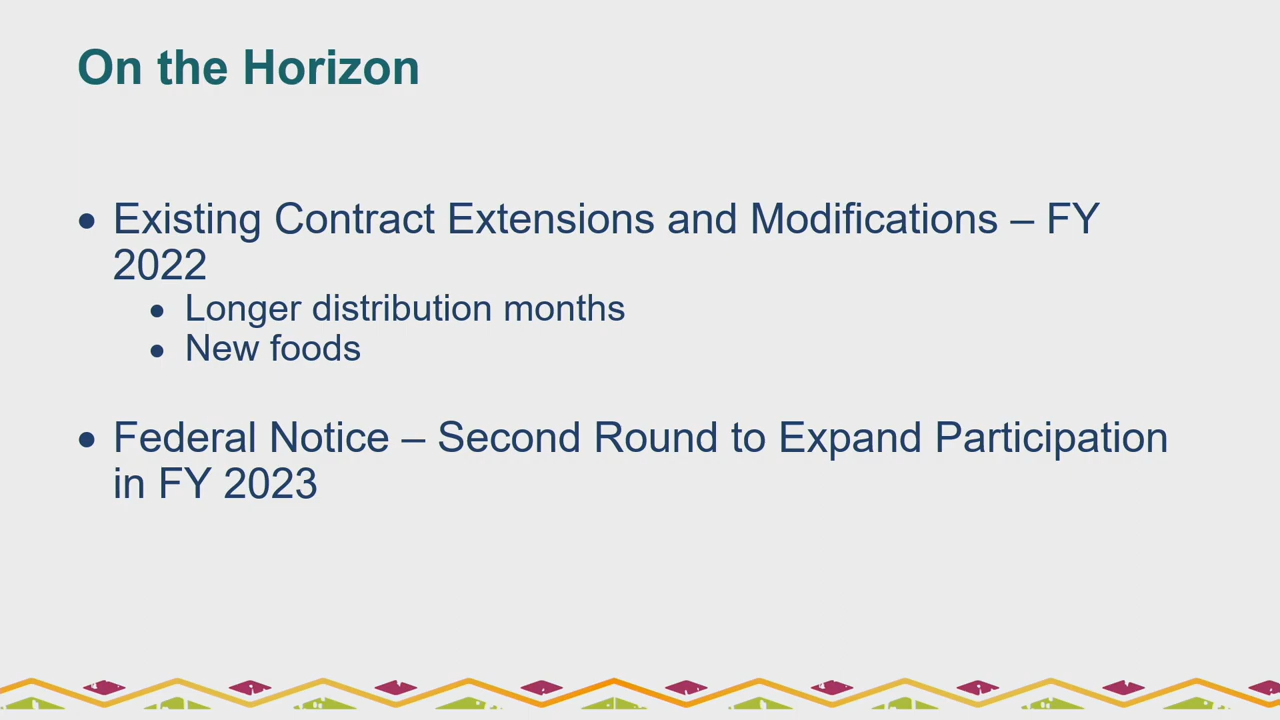 On the Horizon
• Existing Contract Extensions and Modifications – FY
2022
• Longer distribution months
• New foods
• Federal Notice – Second Round to Expand Participation
in FY 2023